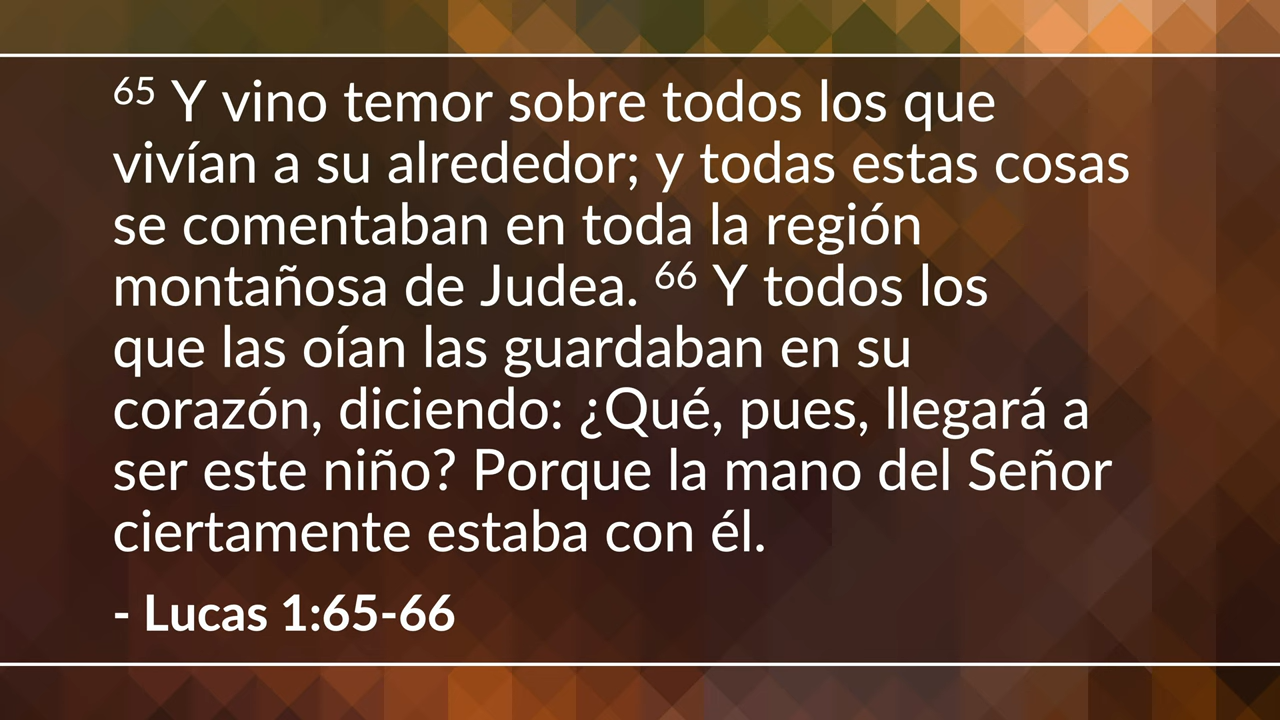 65 Y vino temor sobre todos los que
vivían a su alrededor; y todas estas cosas
se comentaban en toda la región
montañosa de Judea. 66 Y todos los
que las oían las guardaban en su
corazón, diciendo: ¿Qué, pues, llegará a
ser este niño? Porque la mano del Señor
ciertamente estaba con él.
- Lucas 1:65-66